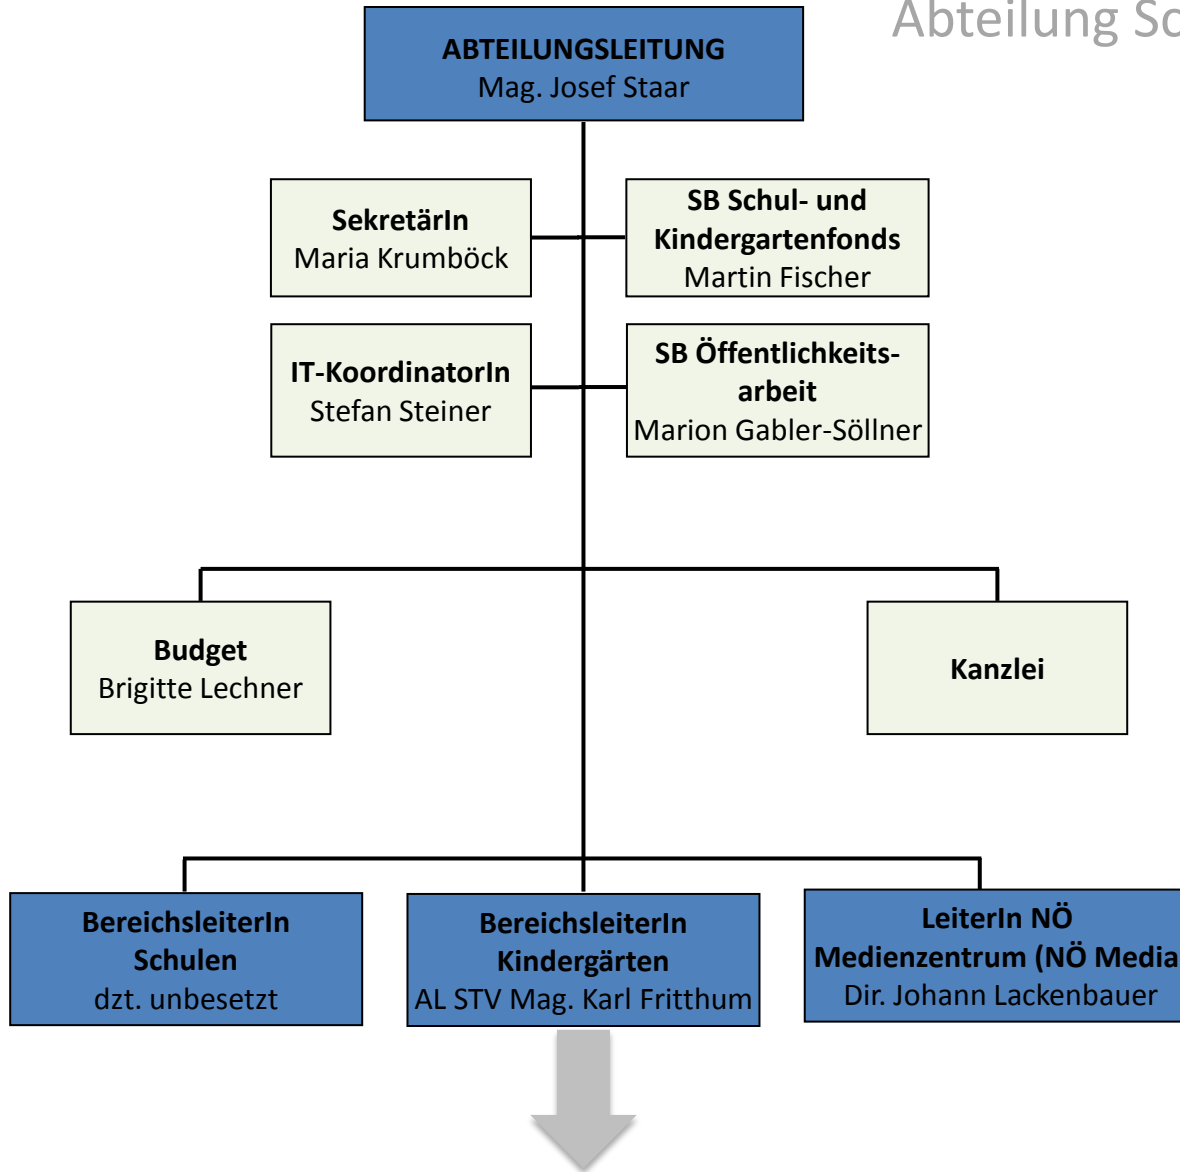 Abteilung Sc
ABTEILUNGSLEITUNG
Mag. Josef Staar
SekretärIn
Maria Krumböck
SB Schul- und
Kindergartenfonds
Martin Fischer
IT-KoordinatorIn
Stefan Steiner
SB Öffentlichkeits-
arbeit
Marion Gabler-Söllner
Budget
Brigitte Lechner
Kanzlei
BereichsleiterIn
Schulen
dzt. unbesetzt
BereichsleiterIn
Kindergärten
AL STV Mag. Karl Fritthum
LeiterIn NÖ
Medienzentrum (NÖ Media
Dir. Johann Lackenbauer